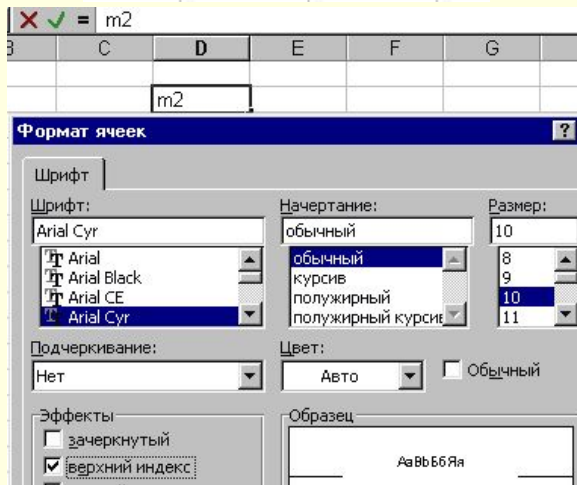 = m2
B C D E F G
m2
Формат ячеек ?
Шрифт
Шрифт: Начертание: Размер:
Arial Cyr обычный 10
Arial обычный 8
Arial Black курсив 9
Arial CE полужирный 10
Arial Cyr полужирный курсив 11
Подчеркивание: Цвет:
Нет Авто Обычный
Эффекты Образец
зачеркнутый
верхний индекс АаВbБбЯя